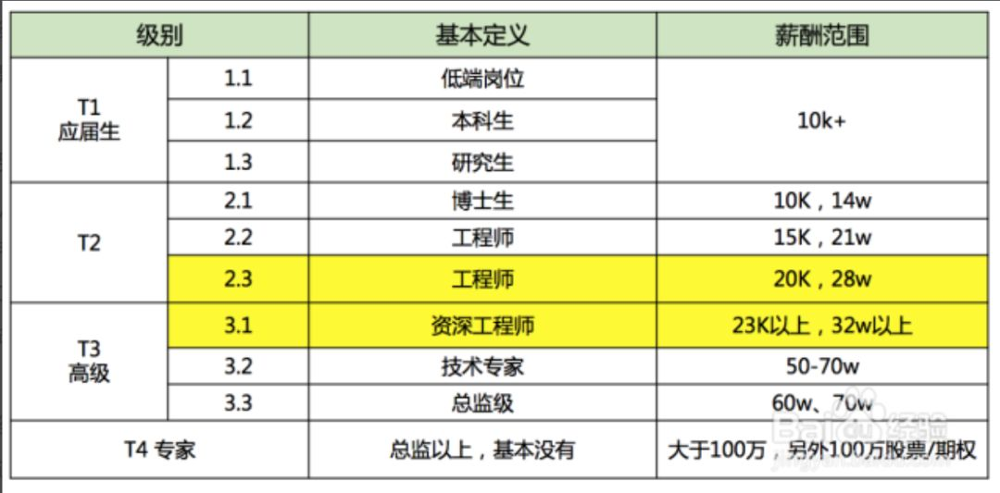 级别 基本定义 薪酬范围
T1
应届生
1.1 低端岗位
1.2 本科生
1.3 研究生
10k+
T2
2.1 博士生 10K，14w
2.2 工程师 15K，21w
2.3 工程师 20K，28w
T3
高级
3.1 资深工程师 23K以上，32w以上
3.2 技术专家 50-70w
3.3 总监级 60w、70w
T4 专家 总监以上，基本没有 大于100万，另外100万股票/期权
Baidu经验